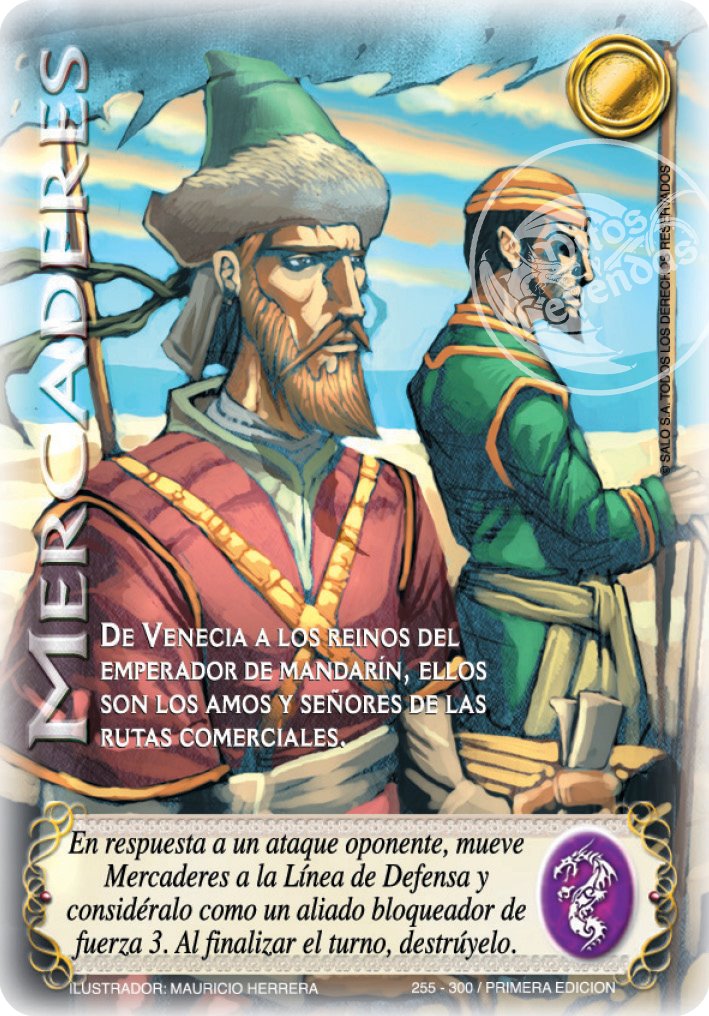 MERCADERES
Mitos y Leyendas
© SALO S.A. TODOS LOS DERECHOS RESERVADOS
DE VENECIA A LOS REINOS DEL
EMPERADOR DE MANDARÍN, ELLOS
SON LOS AMOS Y SEÑORES DE LAS
RUTAS COMERCIALES.
En respuesta a un ataque oponente, mueve
Mercaderes a la Línea de Defensa y
considéralo como un aliado bloqueador de
fuerza 3. Al finalizar el turno, destrúyelo.
ILUSTRADOR: MAURICIO HERRERA
255 - 300 / PRIMERA EDICION